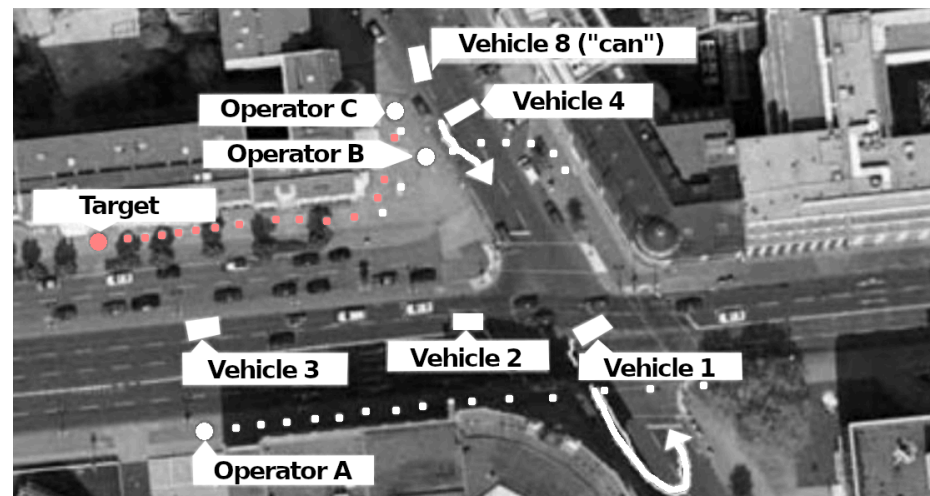 Vehicle 8 ("can")
Operator C
Vehicle 4
Operator B
Target
Vehicle 3
Vehicle 2
Vehicle 1
Operator A